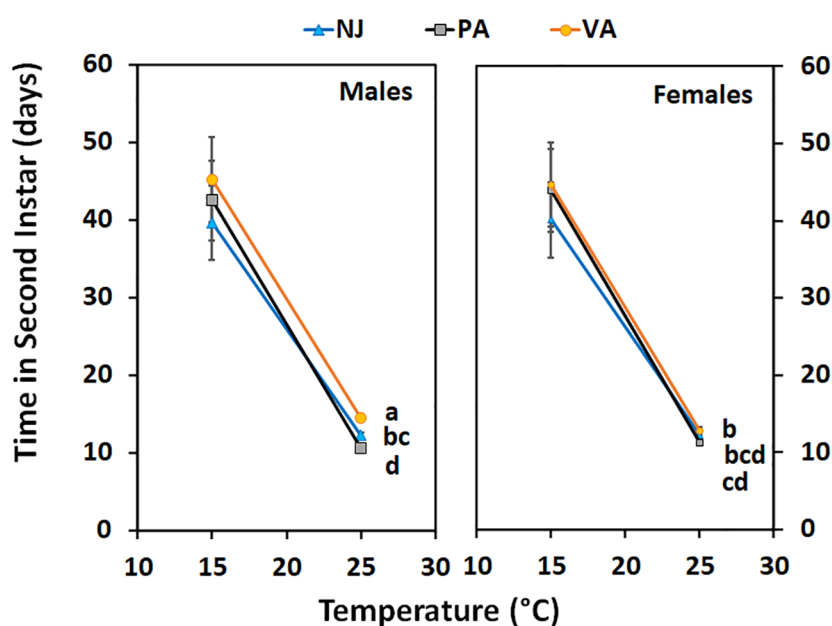 NJ PA VA
Time in Second Instar (days)
60 Males Females 60
50 50
40 40
30 30
20 20
a b
bc bcd
10 d cd 10
0 0
10 15 20 25 30 10 15 20 25 30
Temperature (°C)